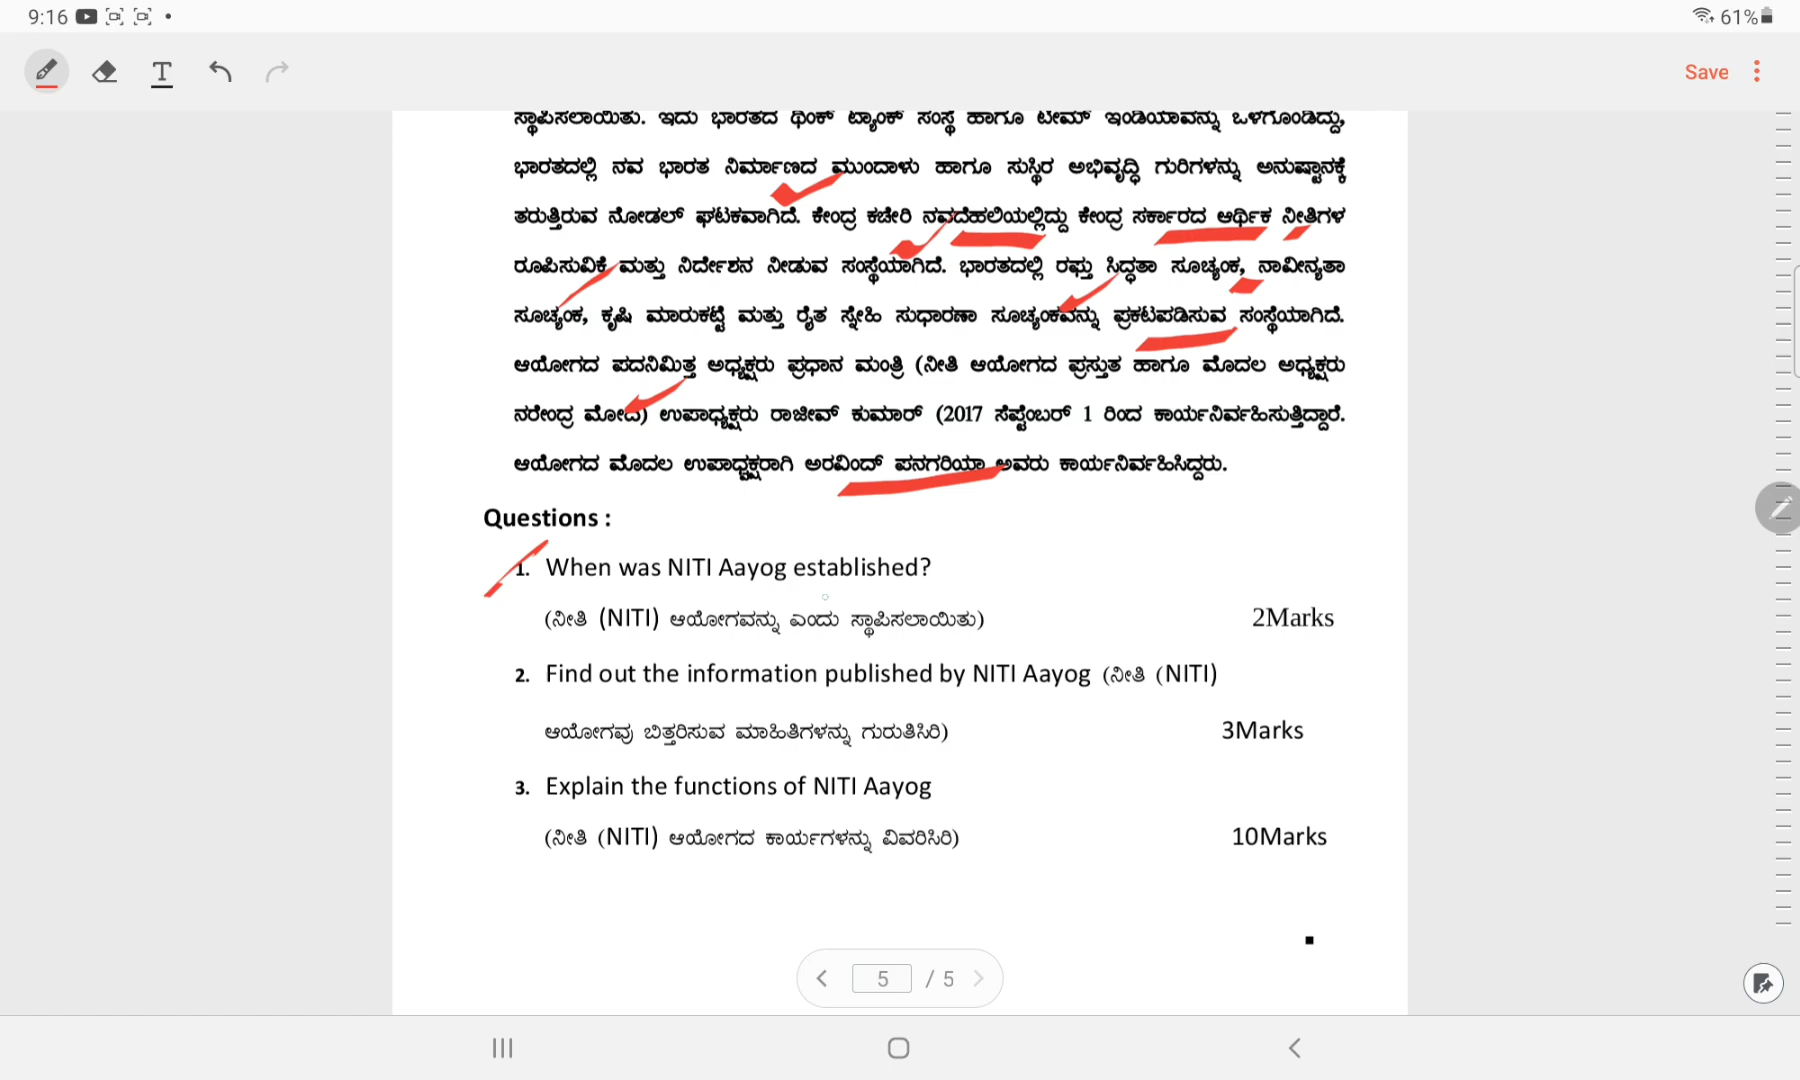 9:16
61%
Save
ಸ್ಥಾಪಿಸಲಾಯಿತು. ಇದು ಭಾರತದ ಥಿಂಕ್ ಟ್ಯಾಂಕ್ ಸಂಸ್ಥೆ ಹಾಗೂ ಟೀಮ್ ಇಂಡಿಯಾವನ್ನು ಒಳಗೊಂಡಿದ್ದು,
ಭಾರತದಲ್ಲಿ ನವ ಭಾರತ ನಿರ್ಮಾಣದ ಮುಂದಾಳು ಹಾಗೂ ಸುಸ್ಥಿರ ಅಭಿವೃದ್ಧಿ ಗುರಿಗಳನ್ನು ಅನುಷ್ಟಾನಕ್ಕೆ
ತರುತ್ತಿರುವ ನೋಡಲ್ ಘಟಕವಾಗಿದೆ. ಕೇಂದ್ರ ಕಚೇರಿ ನವದೆಹಲಿಯಲ್ಲಿದ್ದು ಕೇಂದ್ರ ಸರ್ಕಾರದ ಆರ್ಥಿಕ ನೀತಿಗಳ
ರೂಪಿಸುವಿಕೆ ಮತ್ತು ನಿರ್ದೇಶನ ನೀಡುವ ಸಂಸ್ಥೆಯಾಗಿದೆ. ಭಾರತದಲ್ಲಿ ರಫ್ತು ಸಿದ್ಧತಾ ಸೂಚ್ಯಂಕ, ನಾವೀನ್ಯತಾ
ಸೂಚ್ಯಂಕ, ಕೃಷಿ ಮಾರುಕಟ್ಟೆ ಮತ್ತು ರೈತ ಸ್ನೇಹಿ ಸುಧಾರಣಾ ಸೂಚ್ಯಂಕವನ್ನು ಪ್ರಕಟಪಡಿಸುವ ಸಂಸ್ಥೆಯಾಗಿದೆ.
ಆಯೋಗದ ಪದನಿಮಿತ್ತ ಅಧ್ಯಕ್ಷರು ಪ್ರಧಾನ ಮಂತ್ರಿ (ನೀತಿ ಆಯೋಗದ ಪ್ರಸ್ತುತ ಹಾಗೂ ಮೊದಲ ಅಧ್ಯಕ್ಷರು
ನರೇಂದ್ರ ಮೋದಿ) ಉಪಾಧ್ಯಕ್ಷರು ರಾಜೀವ್ ಕುಮಾರ್ (2017 ಸೆಪ್ಟೆಂಬರ್ 1 ರಿಂದ ಕಾರ್ಯನಿರ್ವಹಿಸುತ್ತಿದ್ದಾರೆ.
ಆಯೋಗದ ಮೊದಲ ಉಪಾಧ್ಯಕ್ಷರಾಗಿ ಅರವಿಂದ್ ಪನಗರಿಯಾ ಅವರು ಕಾರ್ಯನಿರ್ವಹಿಸಿದ್ದರು.
Questions :
1. When was NITI Aayog established?
(ನೀತಿ (NITI) ಆಯೋಗವನ್ನು ಎಂದು ಸ್ಥಾಪಿಸಲಾಯಿತು) 2Marks
2. Find out the information published by NITI Aayog (ನೀತಿ (NITI)
ಆಯೋಗವು ಬಿತ್ತರಿಸುವ ಮಾಹಿತಿಗಳನ್ನು ಗುರುತಿಸಿರಿ) 3Marks
3. Explain the functions of NITI Aayog
(ನೀತಿ (NITI) ಆಯೋಗದ ಕಾರ್ಯಗಳನ್ನು ವಿವರಿಸಿರಿ) 10Marks
5 / 5